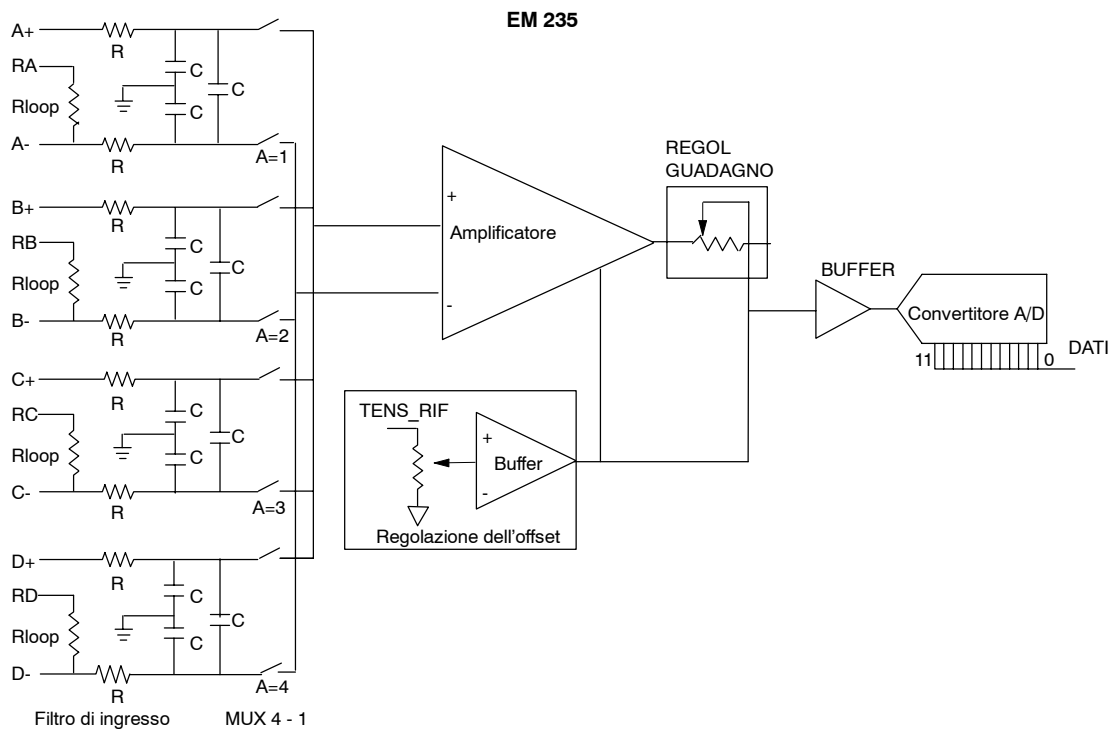 EM 235
A+
R
RA
C
C
Rloop
C
A-
R
A=1
B+
R
RB
C
C
Rloop
C
B-
R
A=2
C+
R
RC
C
C
Rloop
C
C-
R
A=3
D+
R
RD
C
C
Rloop
C
D-
R
A=4
Filtro di ingresso
MUX 4 - 1
+
Amplificatore
-
REGOL
GUADAGNO
BUFFER
Convertitore A/D
11
0
DATI
TENS_RIF
+
Buffer
-
Regolazione dell'offset